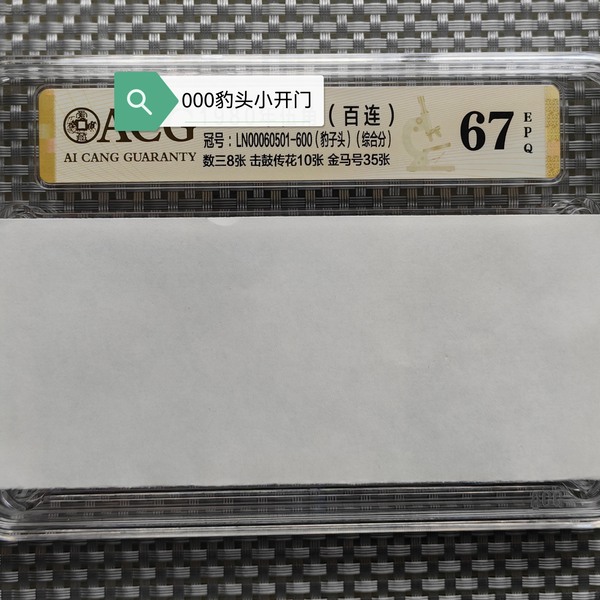 000豹头小开门
ACG
(百连)
AI CANG GUARANTY
冠号:LN00060501-600(豹子头)(综合分)
数三8张 击鼓传花10张 金马号35张
67
EPQ